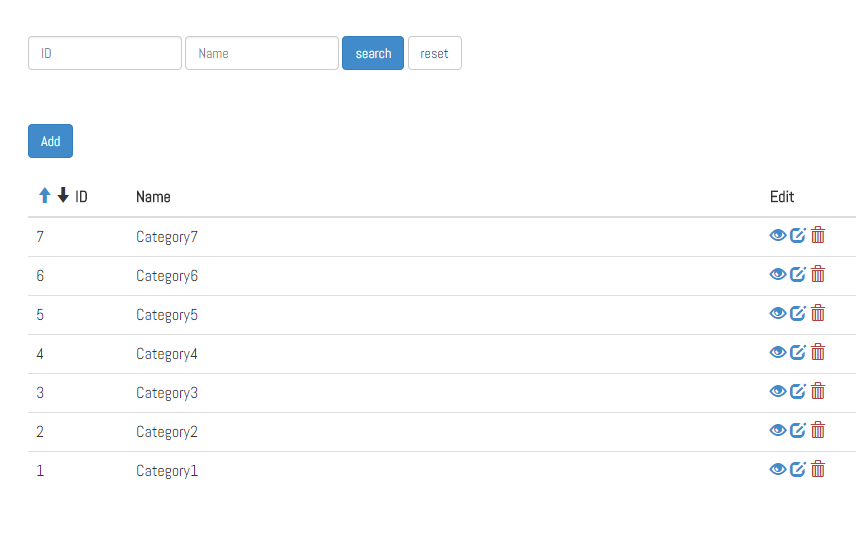 ID Name search reset
Add
ID Name Edit
7 Category7
6 Category6
5 Category5
4 Category4
3 Category3
2 Category2
1 Category1